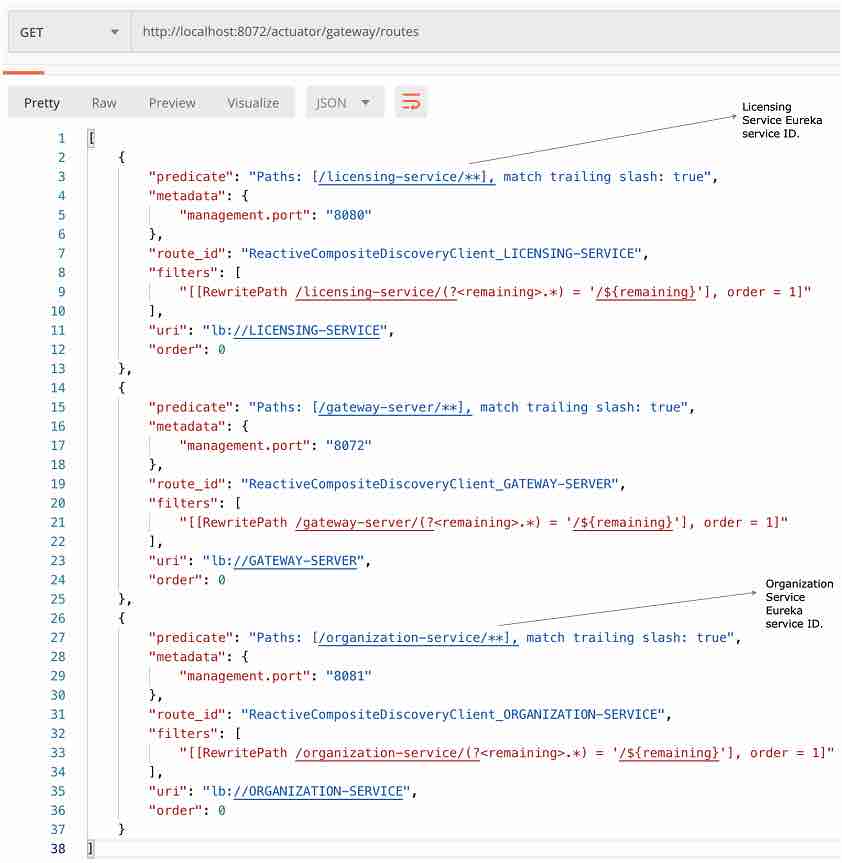 GET http://localhost:8072/actuator/gateway/routes
Pretty Raw Preview Visualize JSON
Licensing
Service Eureka
service ID.
1 [
2 {
3 "predicate": "Paths: [/licensing-service/**], match trailing slash: true",
4 "metadata": {
5 "management.port": "8080"
6 },
7 "route_id": "ReactiveCompositeDiscoveryClient_LICENSING-SERVICE",
8 "filters": [
9 "[[RewritePath /licensing-service/(?<remaining>.*) = '/${remaining}'], order = 1]"
10 ],
11 "uri": "lb://LICENSING-SERVICE",
12 "order": 0
13 },
14 {
15 "predicate": "Paths: [/gateway-server/**], match trailing slash: true",
16 "metadata": {
17 "management.port": "8072"
18 },
19 "route_id": "ReactiveCompositeDiscoveryClient_GATEWAY-SERVER",
20 "filters": [
21 "[[RewritePath /gateway-server/(?<remaining>.*) = '/${remaining}'], order = 1]"
22 ],
23 "uri": "lb://GATEWAY-SERVER",
24 "order": 0
25 },
Organization
Service
Eureka
service ID.
26 {
27 "predicate": "Paths: [/organization-service/**], match trailing slash: true",
28 "metadata": {
29 "management.port": "8081"
30 },
31 "route_id": "ReactiveCompositeDiscoveryClient_ORGANIZATION-SERVICE",
32 "filters": [
33 "[[RewritePath /organization-service/(?<remaining>.*) = '/${remaining}'], order = 1]"
34 ],
35 "uri": "lb://ORGANIZATION-SERVICE",
36 "order": 0
37 }
38 ]